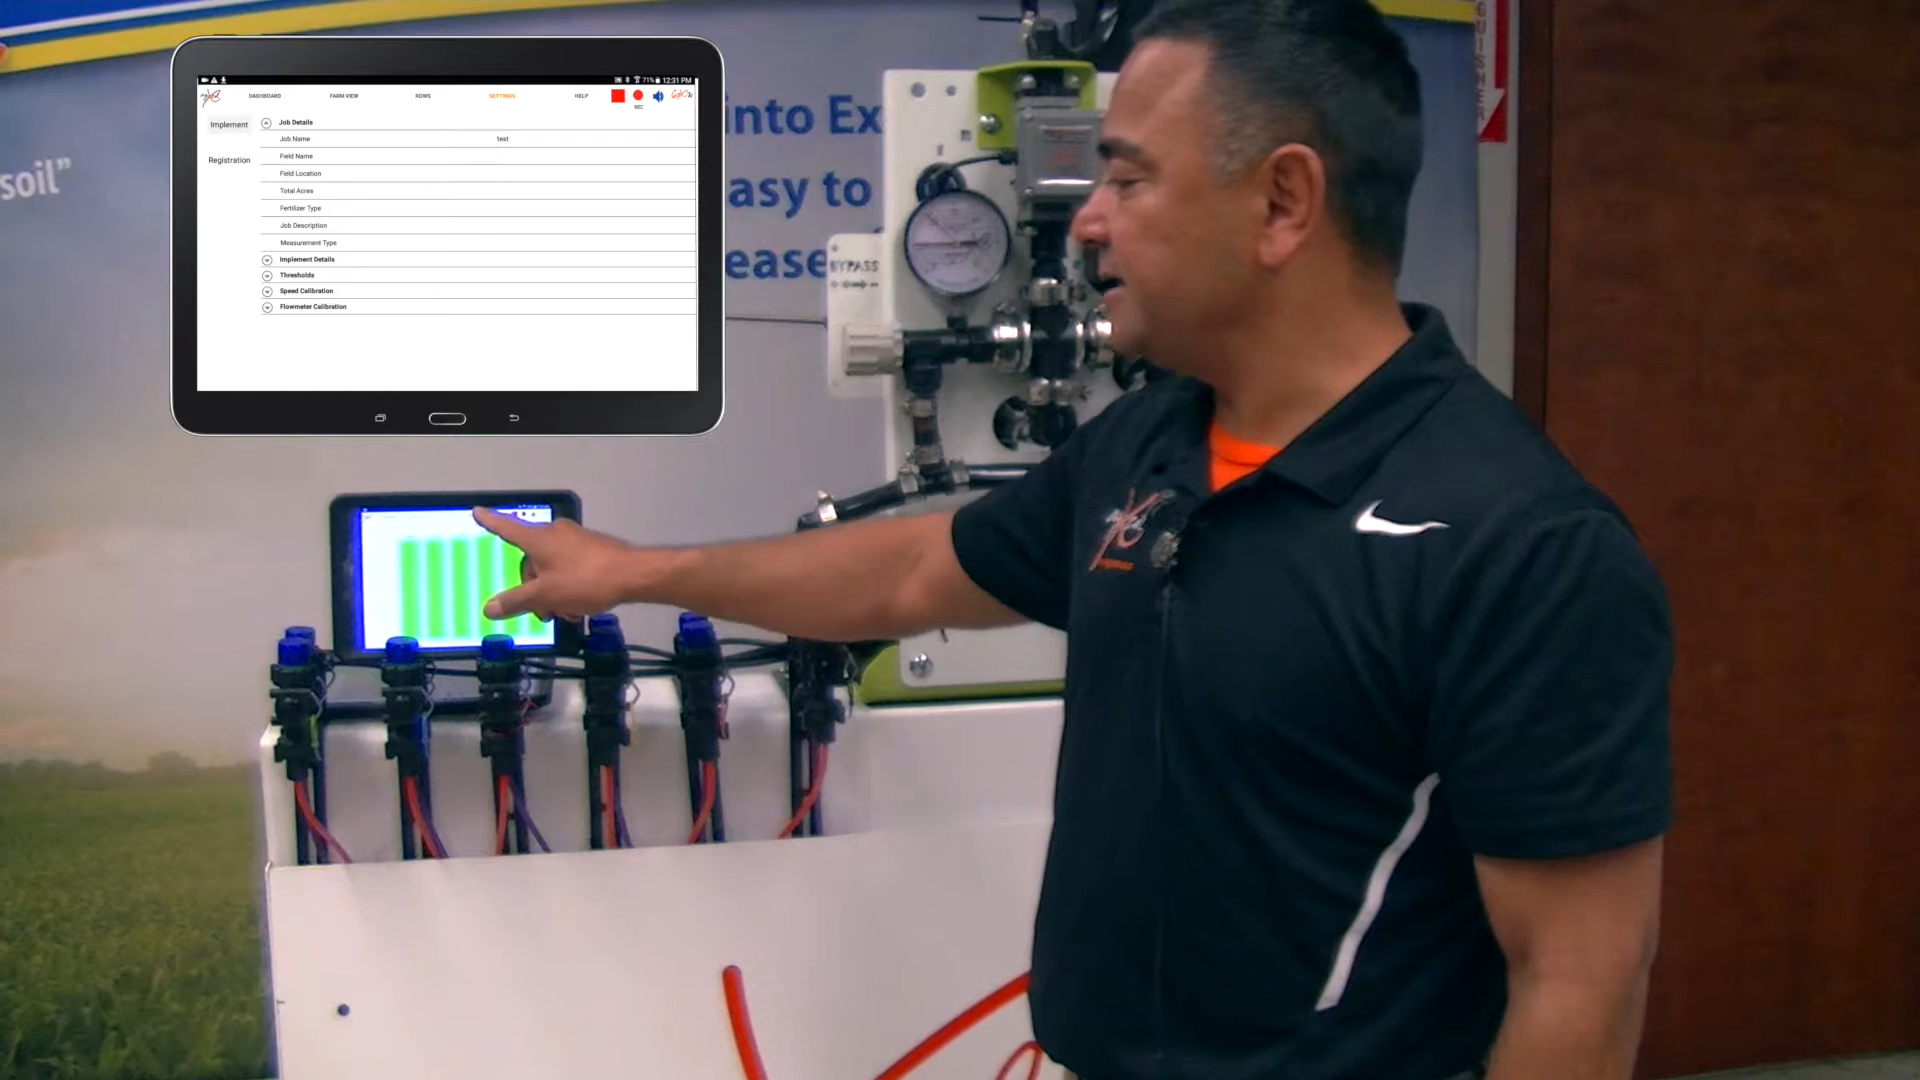 GUISHER
into Ex
soil”
asy to
ease
BYPASS
71% 12:31 PM
DASHBOARD FARM VIEW ROWS SETTINGS HELP
REC
Implement
Registration
Job Details
Job Name test
Field Name
Field Location
Total Acres
Fertilizer Type
Job Description
Measurement Type
Implement Details
Thresholds
Speed Calibration
Flowmeter Calibration